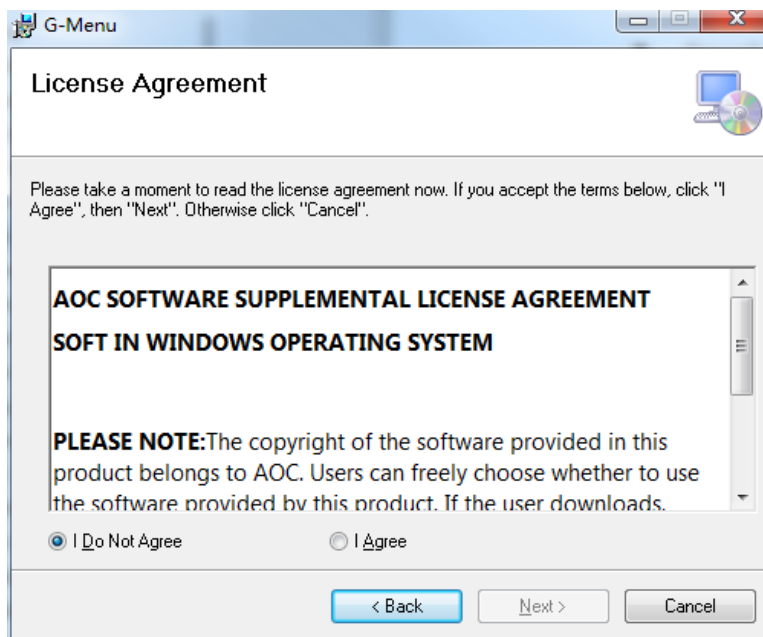 G-Menu
License Agreement
Please take a moment to read the license agreement now. If you accept the terms below, click "I
Agree", then "Next". Otherwise click "Cancel".
AOC SOFTWARE SUPPLEMENTAL LICENSE AGREEMENT
SOFT IN WINDOWS OPERATING SYSTEM
PLEASE NOTE:The copyright of the software provided in this
product belongs to AOC. Users can freely choose whether to use
the software provided by this product. If the user downloads,
I Do Not Agree
I Agree
< Back
Next >
Cancel